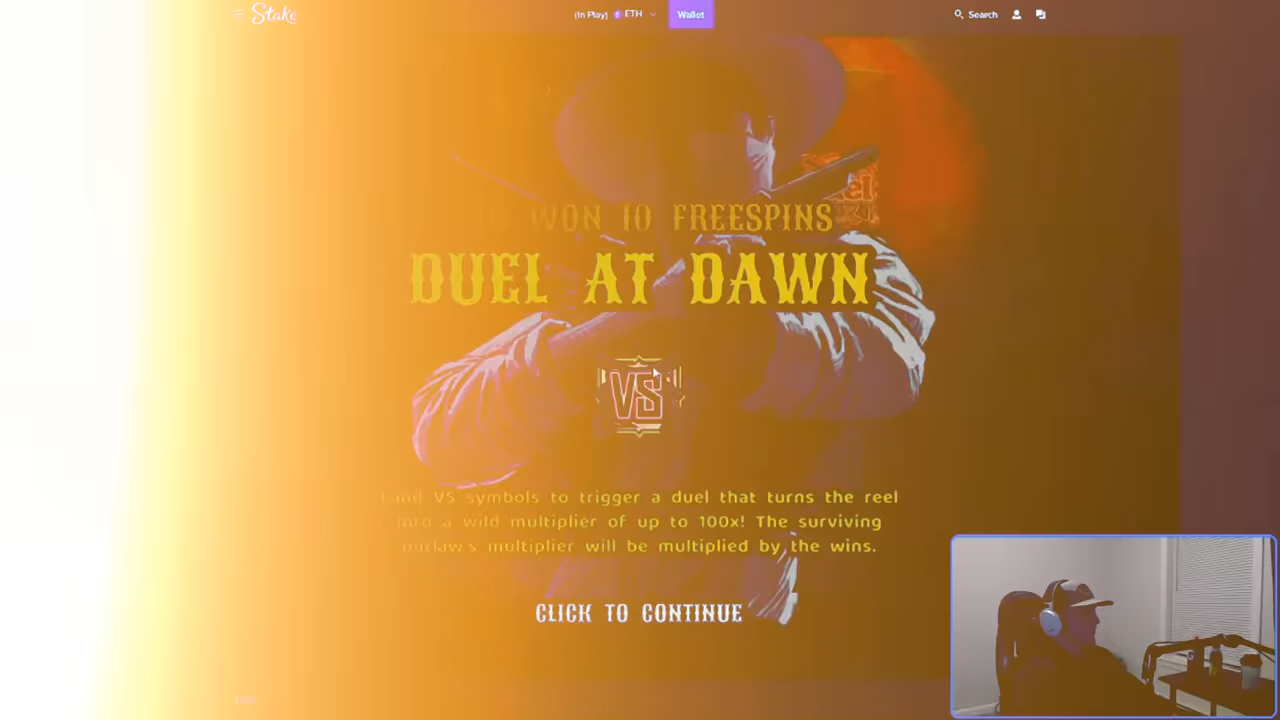 Stake
(In Play) ETH
Wallet
Search
WON 10 FREESPINS
DUEL AT DAWN
VS
Land VS symbols to trigger a duel that turns the reel
into a wild multiplier of up to 100x! The surviving
outlaw's multiplier will be multiplied by the wins.
CLICK TO CONTINUE